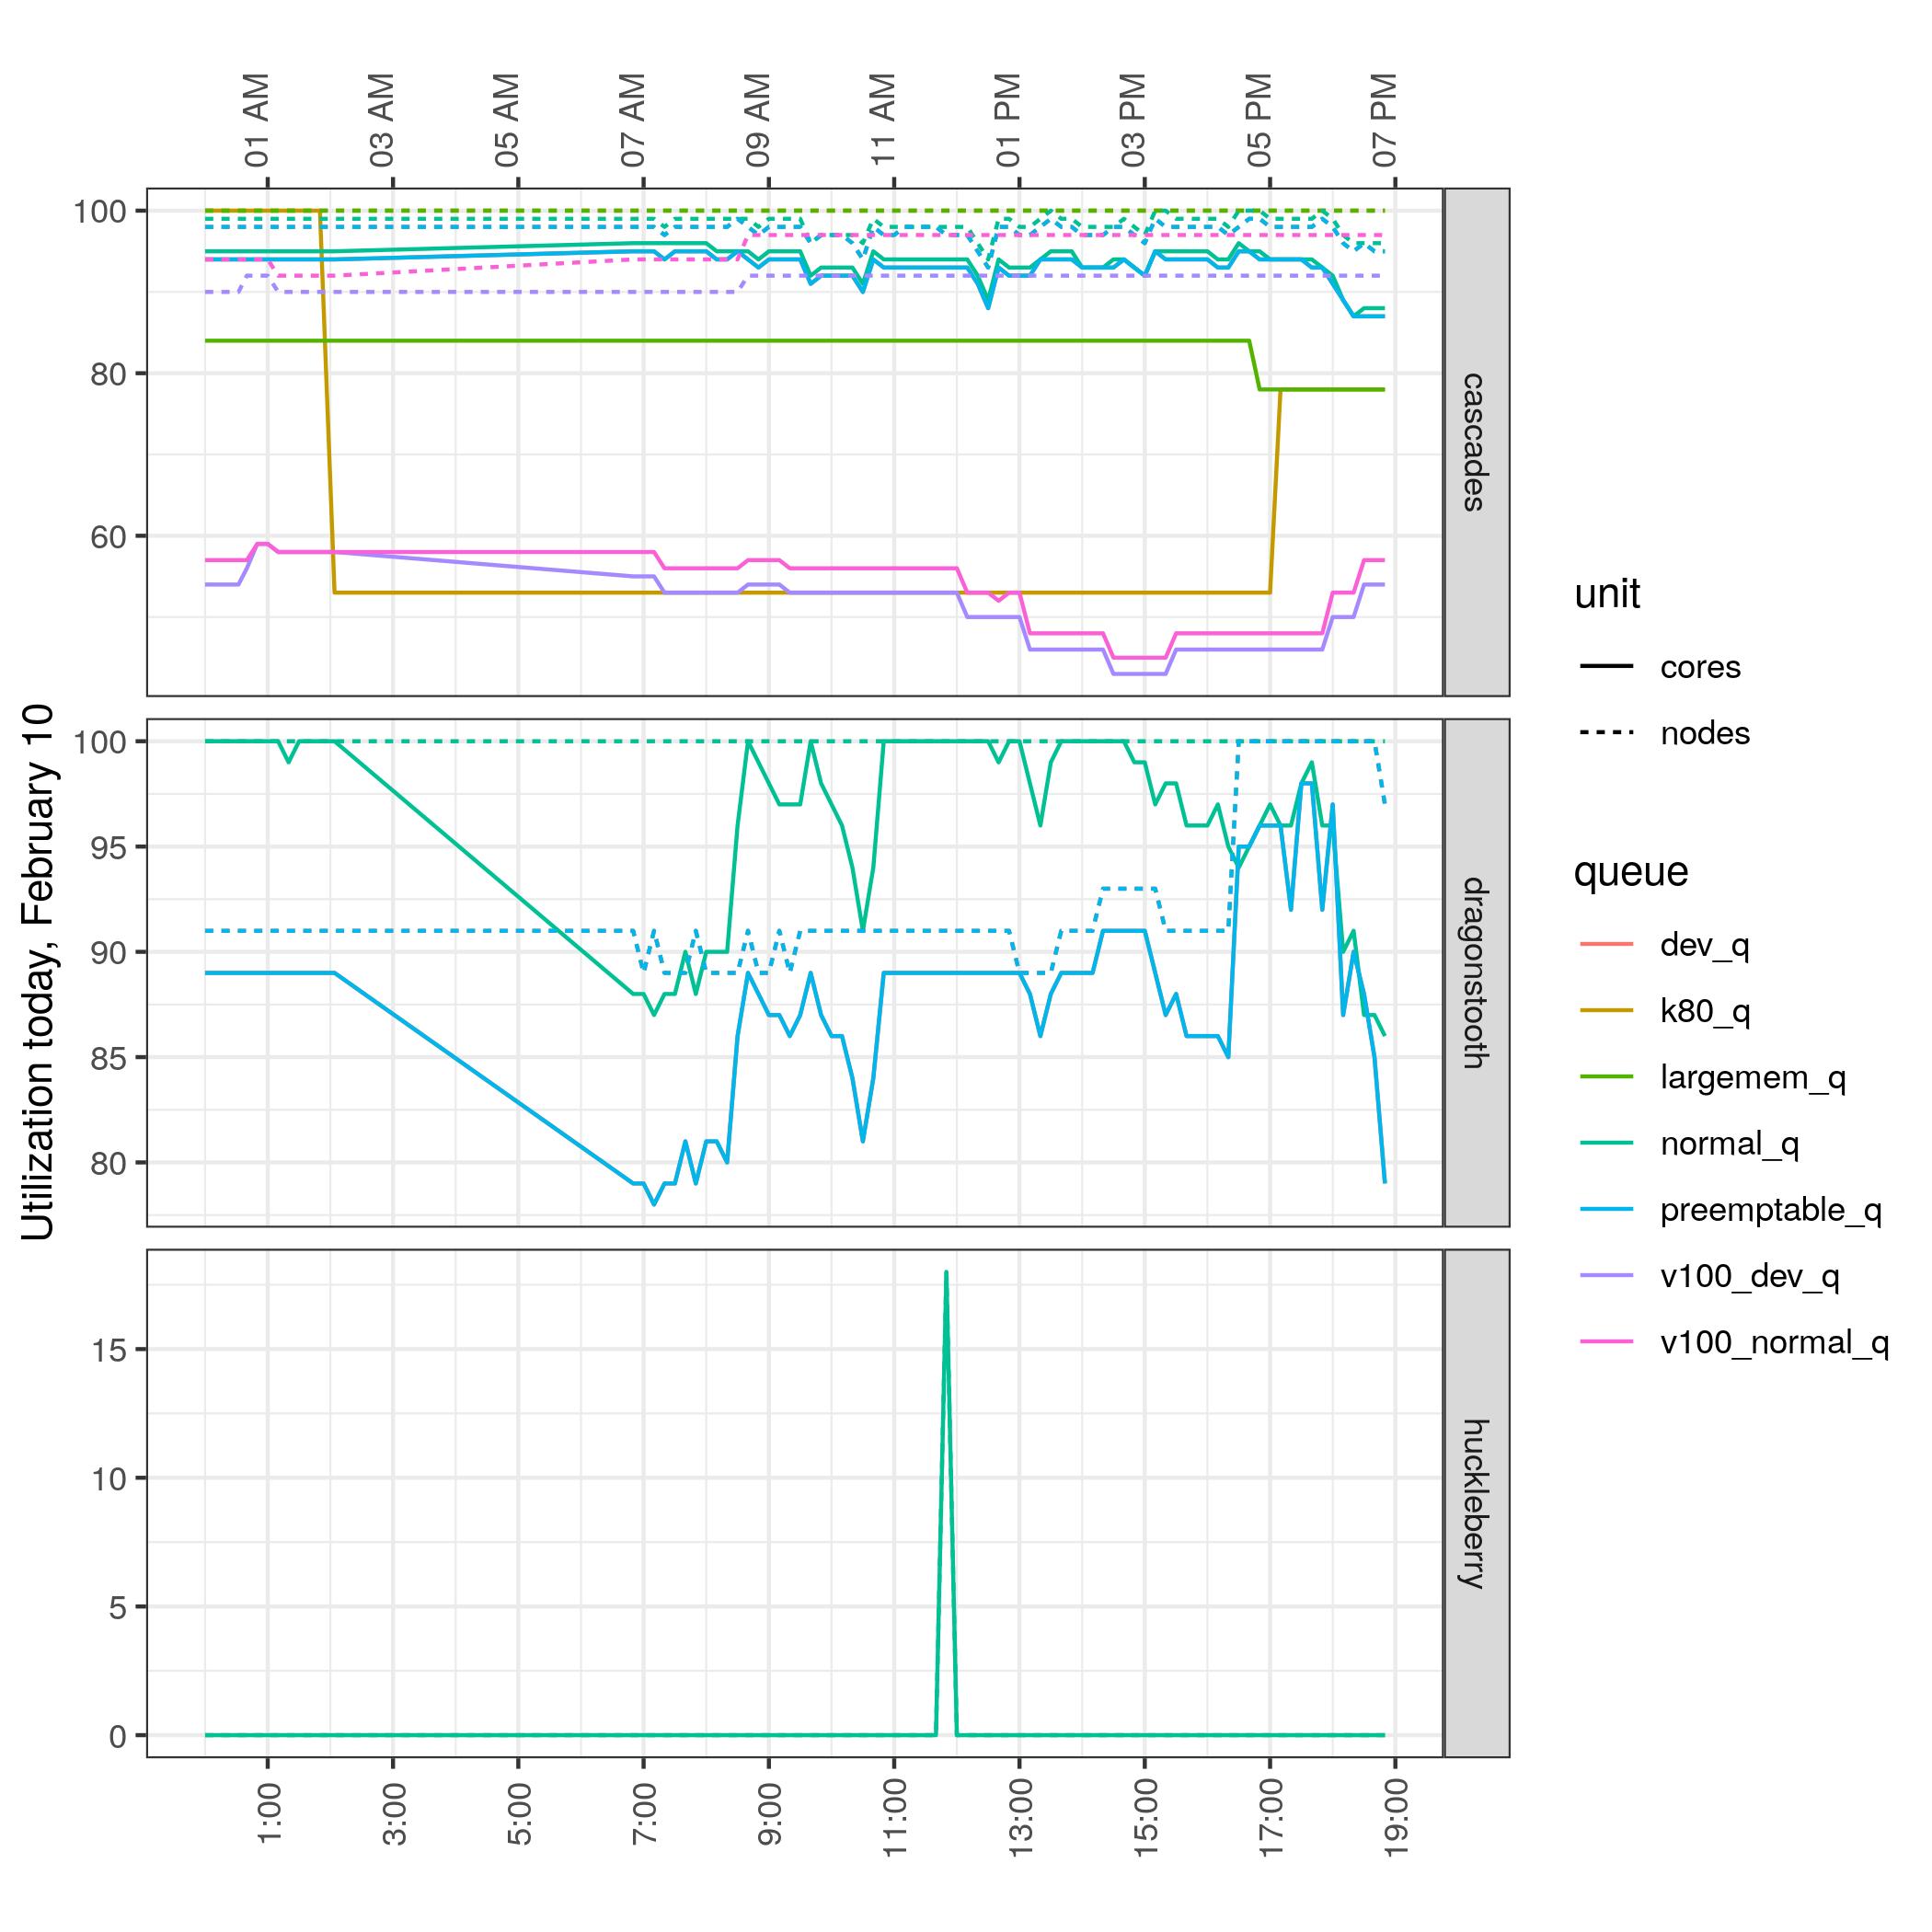 01 AM
03 AM
05 AM
07 AM
09 AM
11 AM
01 PM
03 PM
05 PM
07 PM
100
80
60
cascades
100
95
90
85
80
dragonstooth
15
10
5
0
huckleberry
1:00
3:00
5:00
7:00
9:00
11:00
13:00
15:00
17:00
19:00
Utilization today, February 10
unit
cores
nodes
queue
dev_q
k80_q
largemem_q
normal_q
preemptable_q
v100_dev_q
v100_normal_q